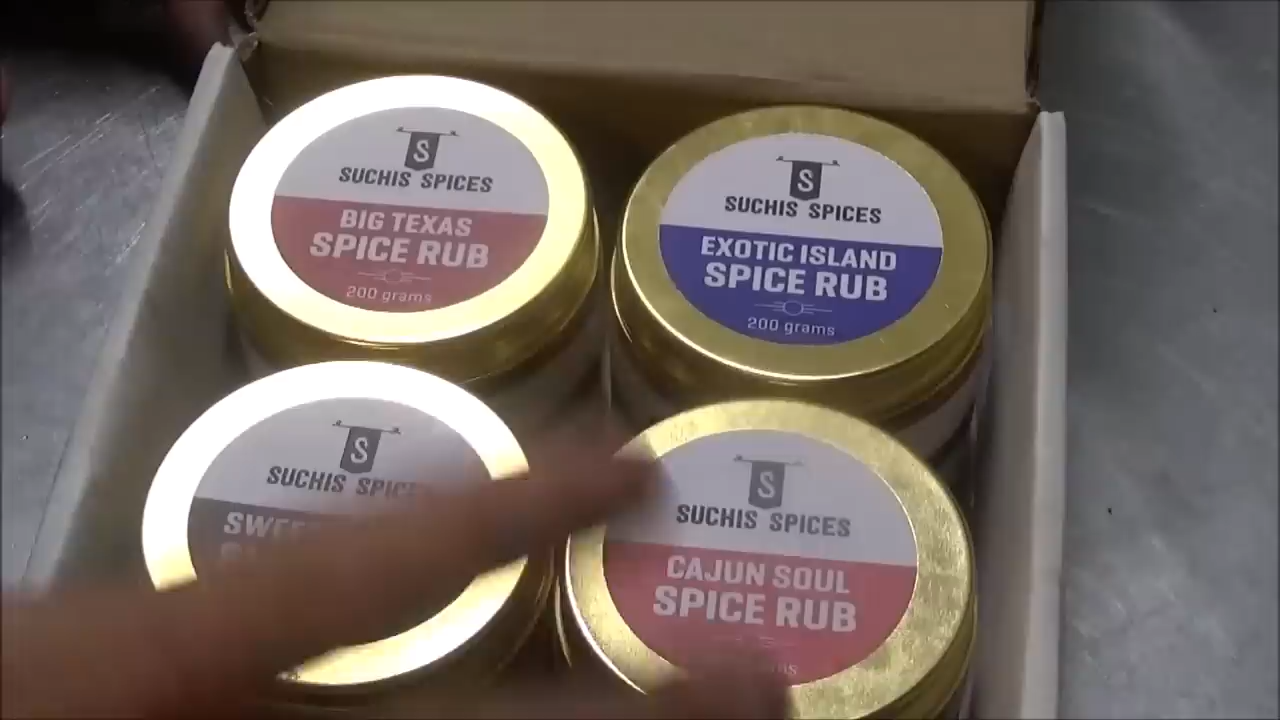 S
SUCHIS SPICES
BIG TEXAS
SPICE RUB
200 grams
S
SUCHIS SPICES
EXOTIC ISLAND
SPICE RUB
200 grams
S
SUCHIS
S
SUCHIS SPICES
CAJUN SOUL
SPICE RUB